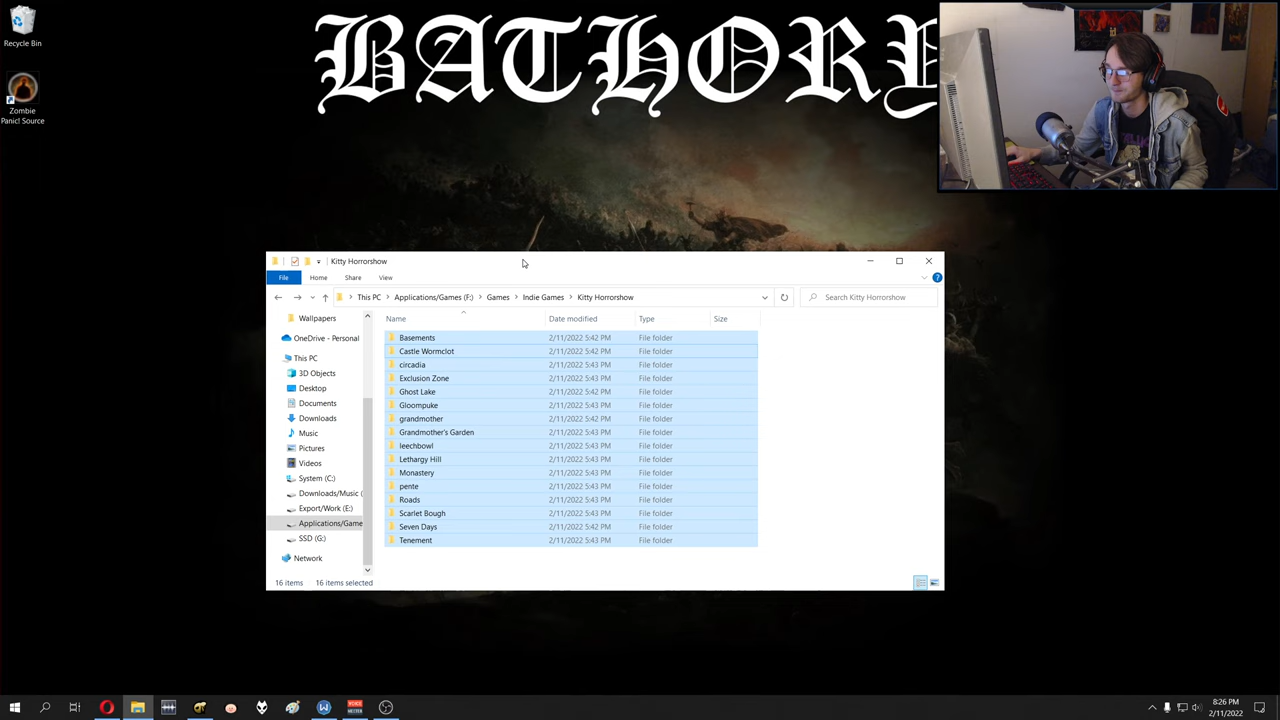 BATHORY
Recycle Bin
Zombie
Panic! Source
Kitty Horrorshow
File Home Share View
This PC Applications/Games (F:) Games Indie Games Kitty Horrorshow
Search Kitty Horrorshow
Name Date modified Type Size
Wallpapers
OneDrive - Personal
This PC
3D Objects
Desktop
Documents
Downloads
Music
Pictures
Videos
System (C:)
Downloads/Music (
Export/Work (E:)
Applications/Game
SSD (G:)
Network
Basements 2/11/2022 5:42 PM File folder
Castle Wormclot 2/11/2022 5:42 PM File folder
circadia 2/11/2022 5:43 PM File folder
Exclusion Zone 2/11/2022 5:43 PM File folder
Ghost Lake 2/11/2022 5:42 PM File folder
Gloompuke 2/11/2022 5:43 PM File folder
grandmother 2/11/2022 5:42 PM File folder
Grandmother's Garden 2/11/2022 5:43 PM File folder
leechbowl 2/11/2022 5:43 PM File folder
Lethargy Hill 2/11/2022 5:43 PM File folder
Monastery 2/11/2022 5:43 PM File folder
pente 2/11/2022 5:43 PM File folder
Roads 2/11/2022 5:43 PM File folder
Scarlet Bough 2/11/2022 5:43 PM File folder
Seven Days 2/11/2022 5:42 PM File folder
Tenement 2/11/2022 5:43 PM File folder
16 items 16 items selected
VOICE
MEETER
8:26 PM
2/11/2022